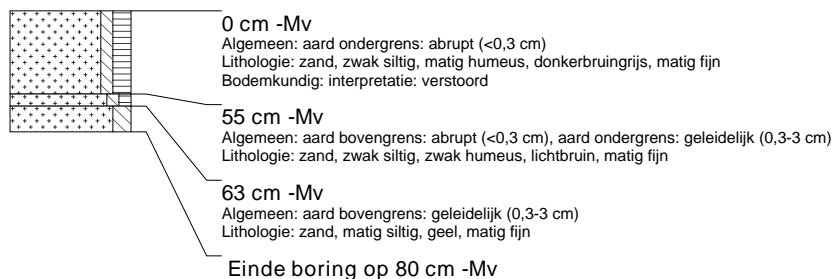 0 cm -Mv
Algemeen: aard ondergrens: abrupt (<0,3 cm)
Lithologie: zand, zwak siltig, matig humeus, donkerbruingrijs, matig fijn
Bodemkundig: interpretatie: verstoord
55 cm -Mv
Algemeen: aard bovengrens: abrupt (<0,3 cm), aard ondergrens: geleidelijk (0,3-3 cm)
Lithologie: zand, zwak siltig, zwak humeus, lichtbruin, matig fijn
63 cm -Mv
Algemeen: aard bovengrens: geleidelijk (0,3-3 cm)
Lithologie: zand, matig siltig, geel, matig fijn
Einde boring op 80 cm -Mv